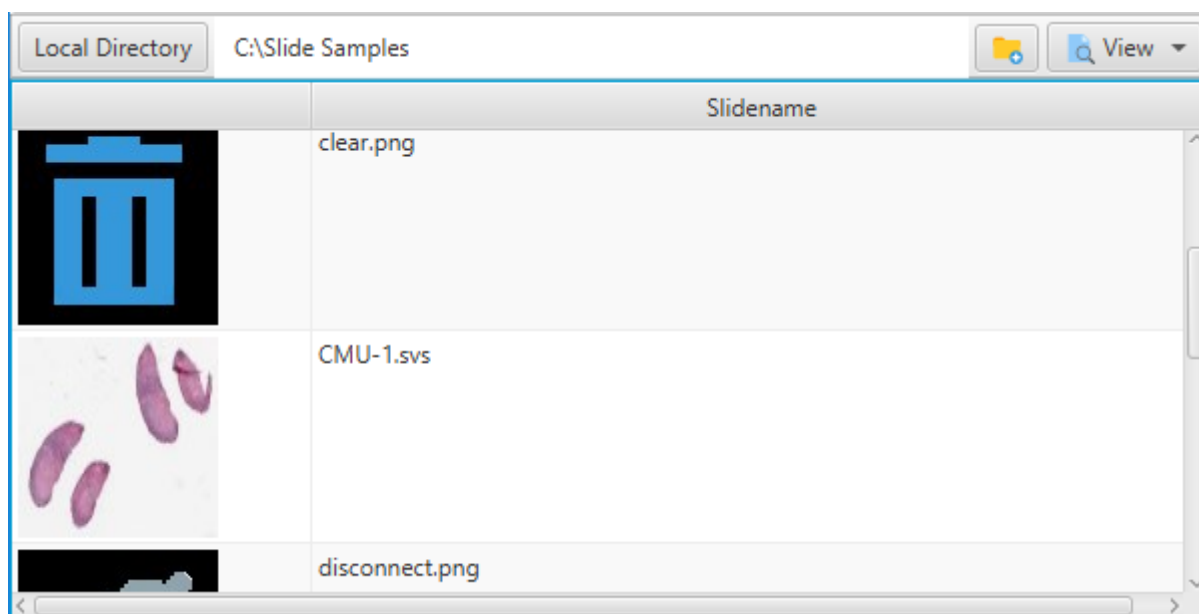 Local Directory C:\Slide Samples View
Slidename
clear.png
CMU-1.svs
disconnect.png